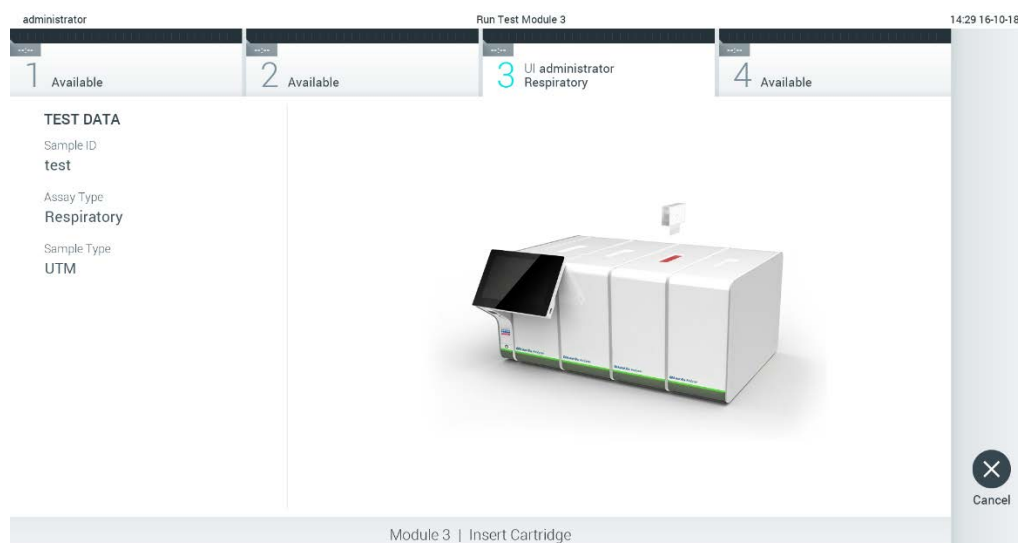 administrator
Run Test Module 3
14:29 16-10-18
--:--
--:--
--:--
--:--
1 Available
2 Available
3 UI administrator
Respiratory
4 Available
TEST DATA
Sample ID
test
Assay Type
Respiratory
Sample Type
UTM
Cancel
Module 3 | Insert Cartridge